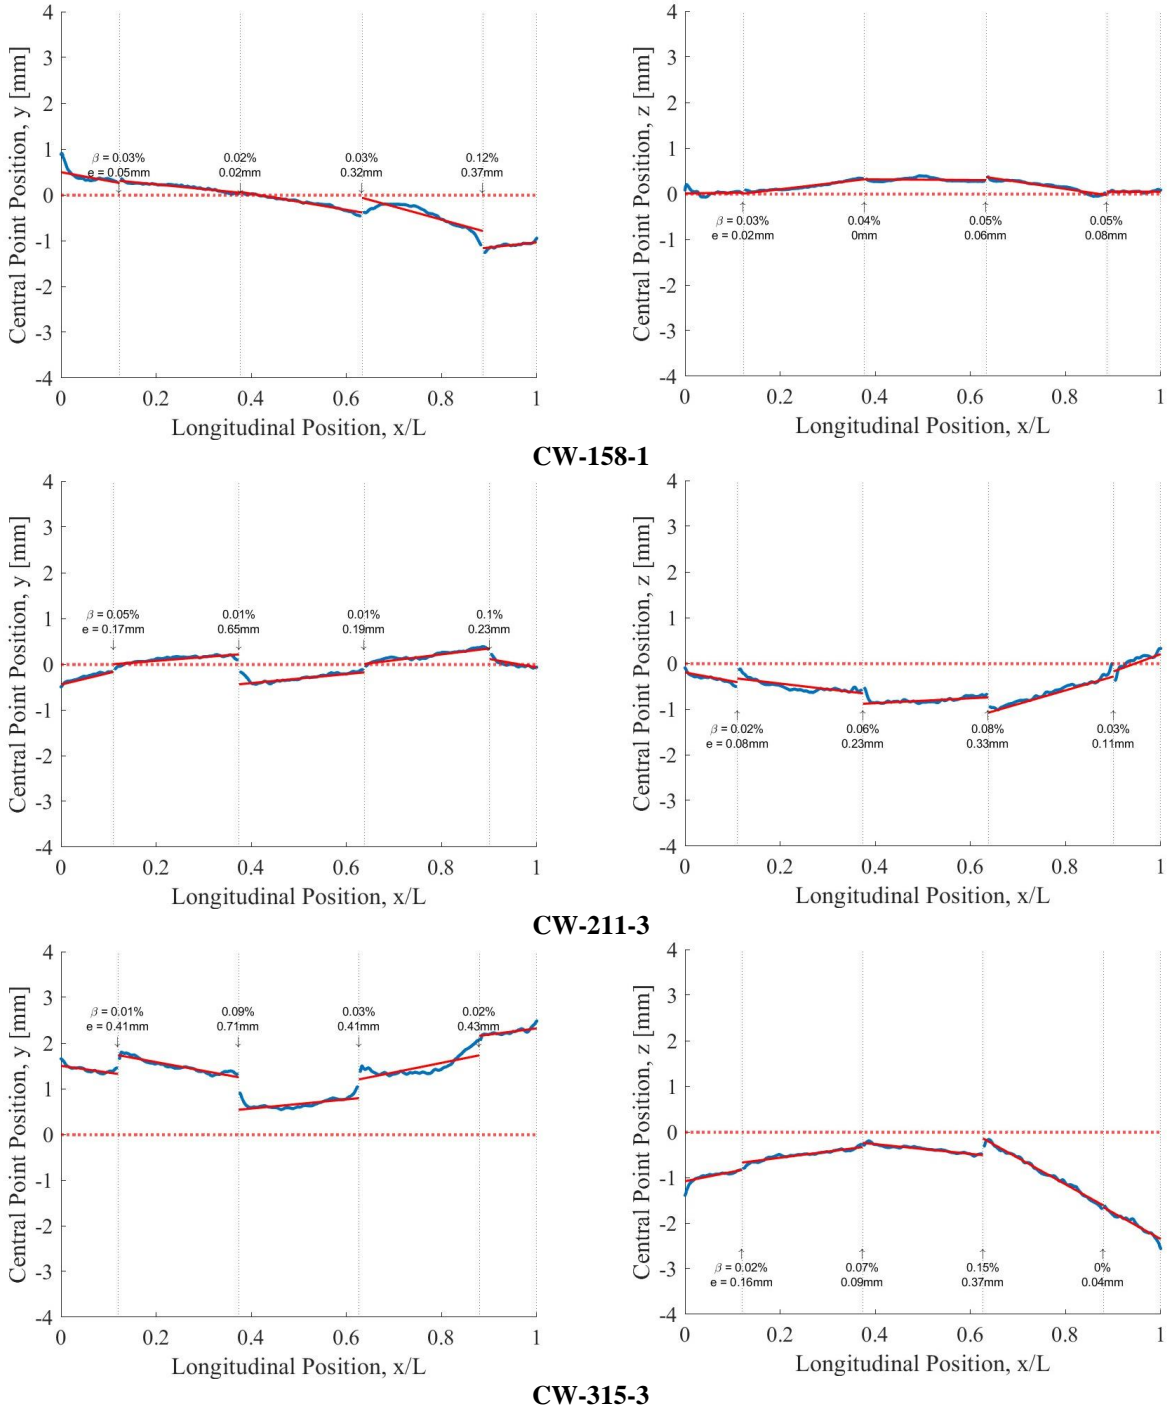 4
3
2
1
0
-1
-2
-3
-4
Central Point Position, y [mm]
β = 0.03% 0.02% 0.03% 0.12%
e = 0.05mm 0.02mm 0.32mm 0.37mm
0 0.2 0.4 0.6 0.8 1
Longitudinal Position, x/L
4
3
2
1
0
-1
-2
-3
-4
Central Point Position, z [mm]
β = 0.03% 0.04% 0.05% 0.05%
e = 0.02mm 0mm 0.06mm 0.08mm
0 0.2 0.4 0.6 0.8 1
Longitudinal Position, x/L
CW-158-1
4
3
2
1
0
-1
-2
-3
-4
Central Point Position, y [mm]
β = 0.05% 0.01% 0.01% 0.1%
e = 0.17mm 0.65mm 0.19mm 0.23mm
0 0.2 0.4 0.6 0.8 1
Longitudinal Position, x/L
4
3
2
1
0
-1
-2
-3
-4
Central Point Position, z [mm]
β = 0.02% 0.06% 0.08% 0.03%
e = 0.08mm 0.23mm 0.33mm 0.11mm
0 0.2 0.4 0.6 0.8 1
Longitudinal Position, x/L
CW-211-3
4
3
2
1
0
-1
-2
-3
-4
Central Point Position, y [mm]
β = 0.01% 0.09% 0.03% 0.02%
e = 0.41mm 0.71mm 0.41mm 0.43mm
0 0.2 0.4 0.6 0.8 1
Longitudinal Position, x/L
4
3
2
1
0
-1
-2
-3
-4
Central Point Position, z [mm]
β = 0.02% 0.07% 0.15% 0%
e = 0.16mm 0.09mm 0.37mm 0.04mm
0 0.2 0.4 0.6 0.8 1
Longitudinal Position, x/L
CW-315-3